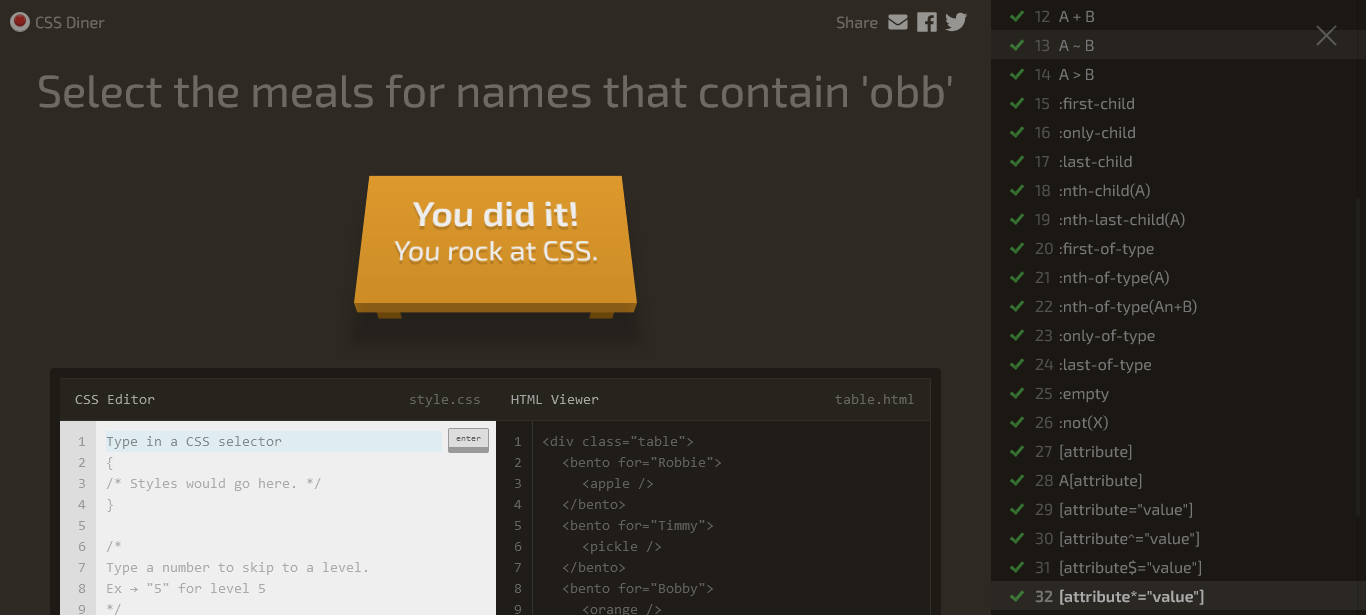 CSS Diner
Share
Select the meals for names that contain 'obb'
You did it!
You rock at CSS.
CSS Editor style.css
1 Type in a CSS selector enter
2 {
3 /* Styles would go here. */
4 }
5
6 /*
7 Type a number to skip to a level.
8 Ex → "5" for level 5
9 */
HTML Viewer table.html
1 <div class="table">
2 <bento for="Robbie">
3 <apple />
4 </bento>
5 <bento for="Timmy">
6 <pickle />
7 </bento>
8 <bento for="Bobby">
9 <orange />
12 A + B
13 A ~ B
14 A > B
15 :first-child
16 :only-child
17 :last-child
18 :nth-child(A)
19 :nth-last-child(A)
20 :first-of-type
21 :nth-of-type(A)
22 :nth-of-type(An+B)
23 :only-of-type
24 :last-of-type
25 :empty
26 :not(X)
27 [attribute]
28 A[attribute]
29 [attribute="value"]
30 [attribute^="value"]
31 [attribute$="value"]
32 [attribute*="value"]